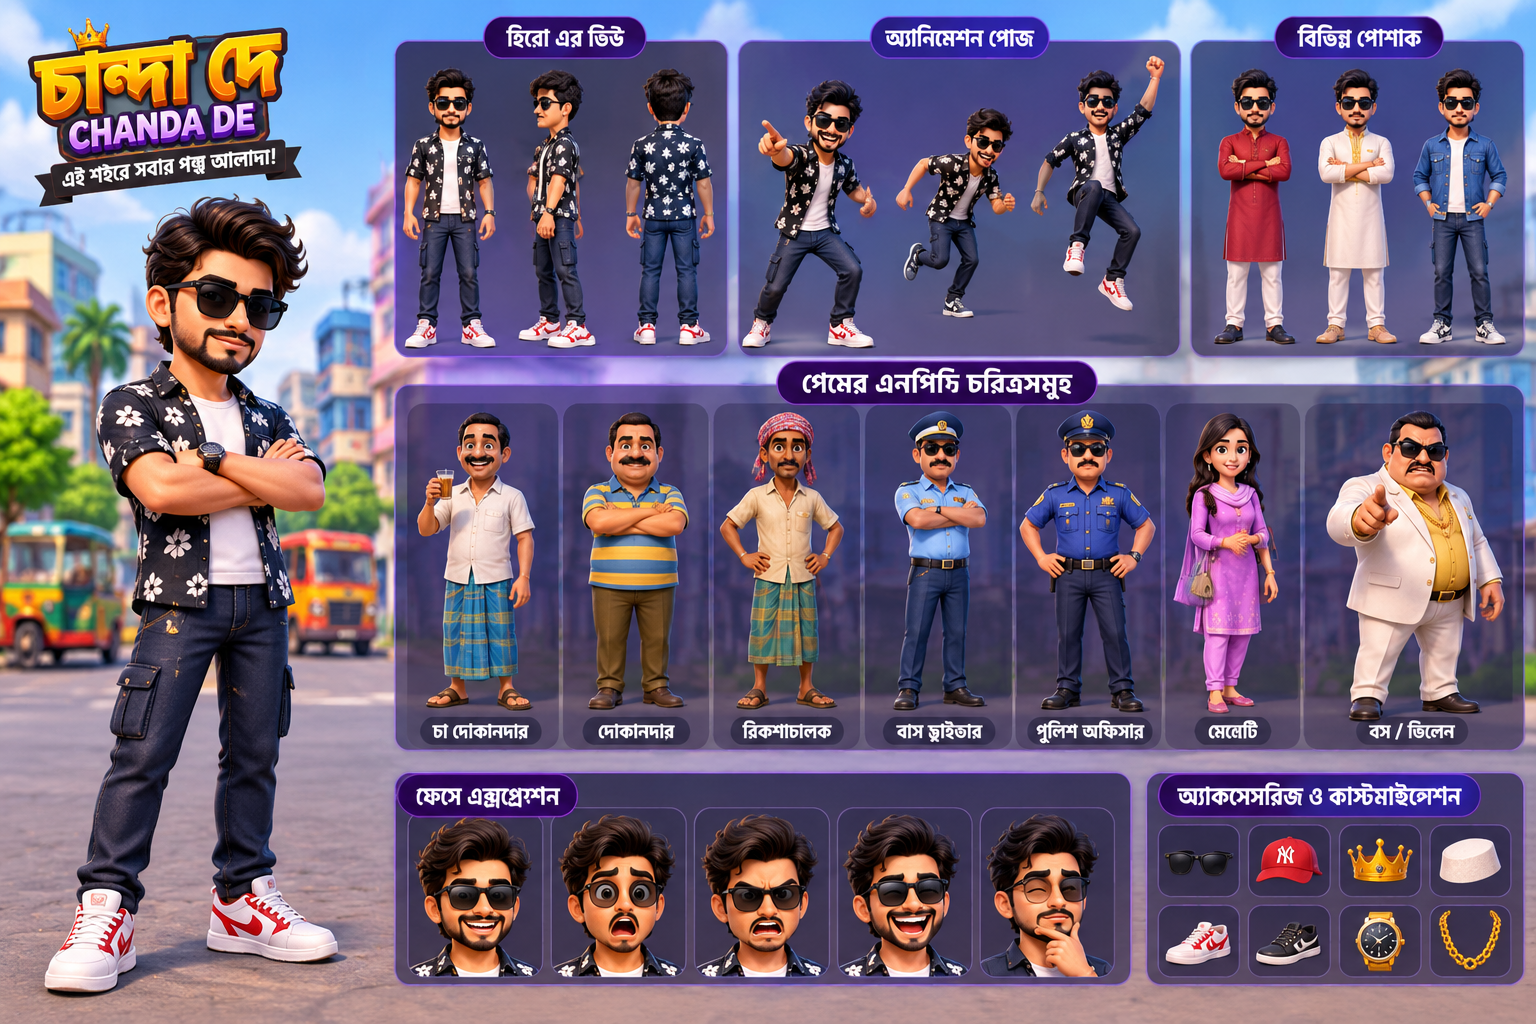 চান্দা দে
CHANDA DE
এই শহরে সবার গল্প আলাদা!
হিরো এর ভিউ
অ্যানিমেশন পোজ
বিভিন্ন পোশাক
গেমের এনপিসি চরিত্রসমূহ
চা দোকানদার
দোকানদার
রিকশাচালক
বাস ড্রাইভার
পুলিশ অফিসার
মেয়েটি
বস / ভিলেন
ফেসে এক্সপ্রেশন
অ্যাকসেসরিজ ও কাস্টমাইজেশন
NY